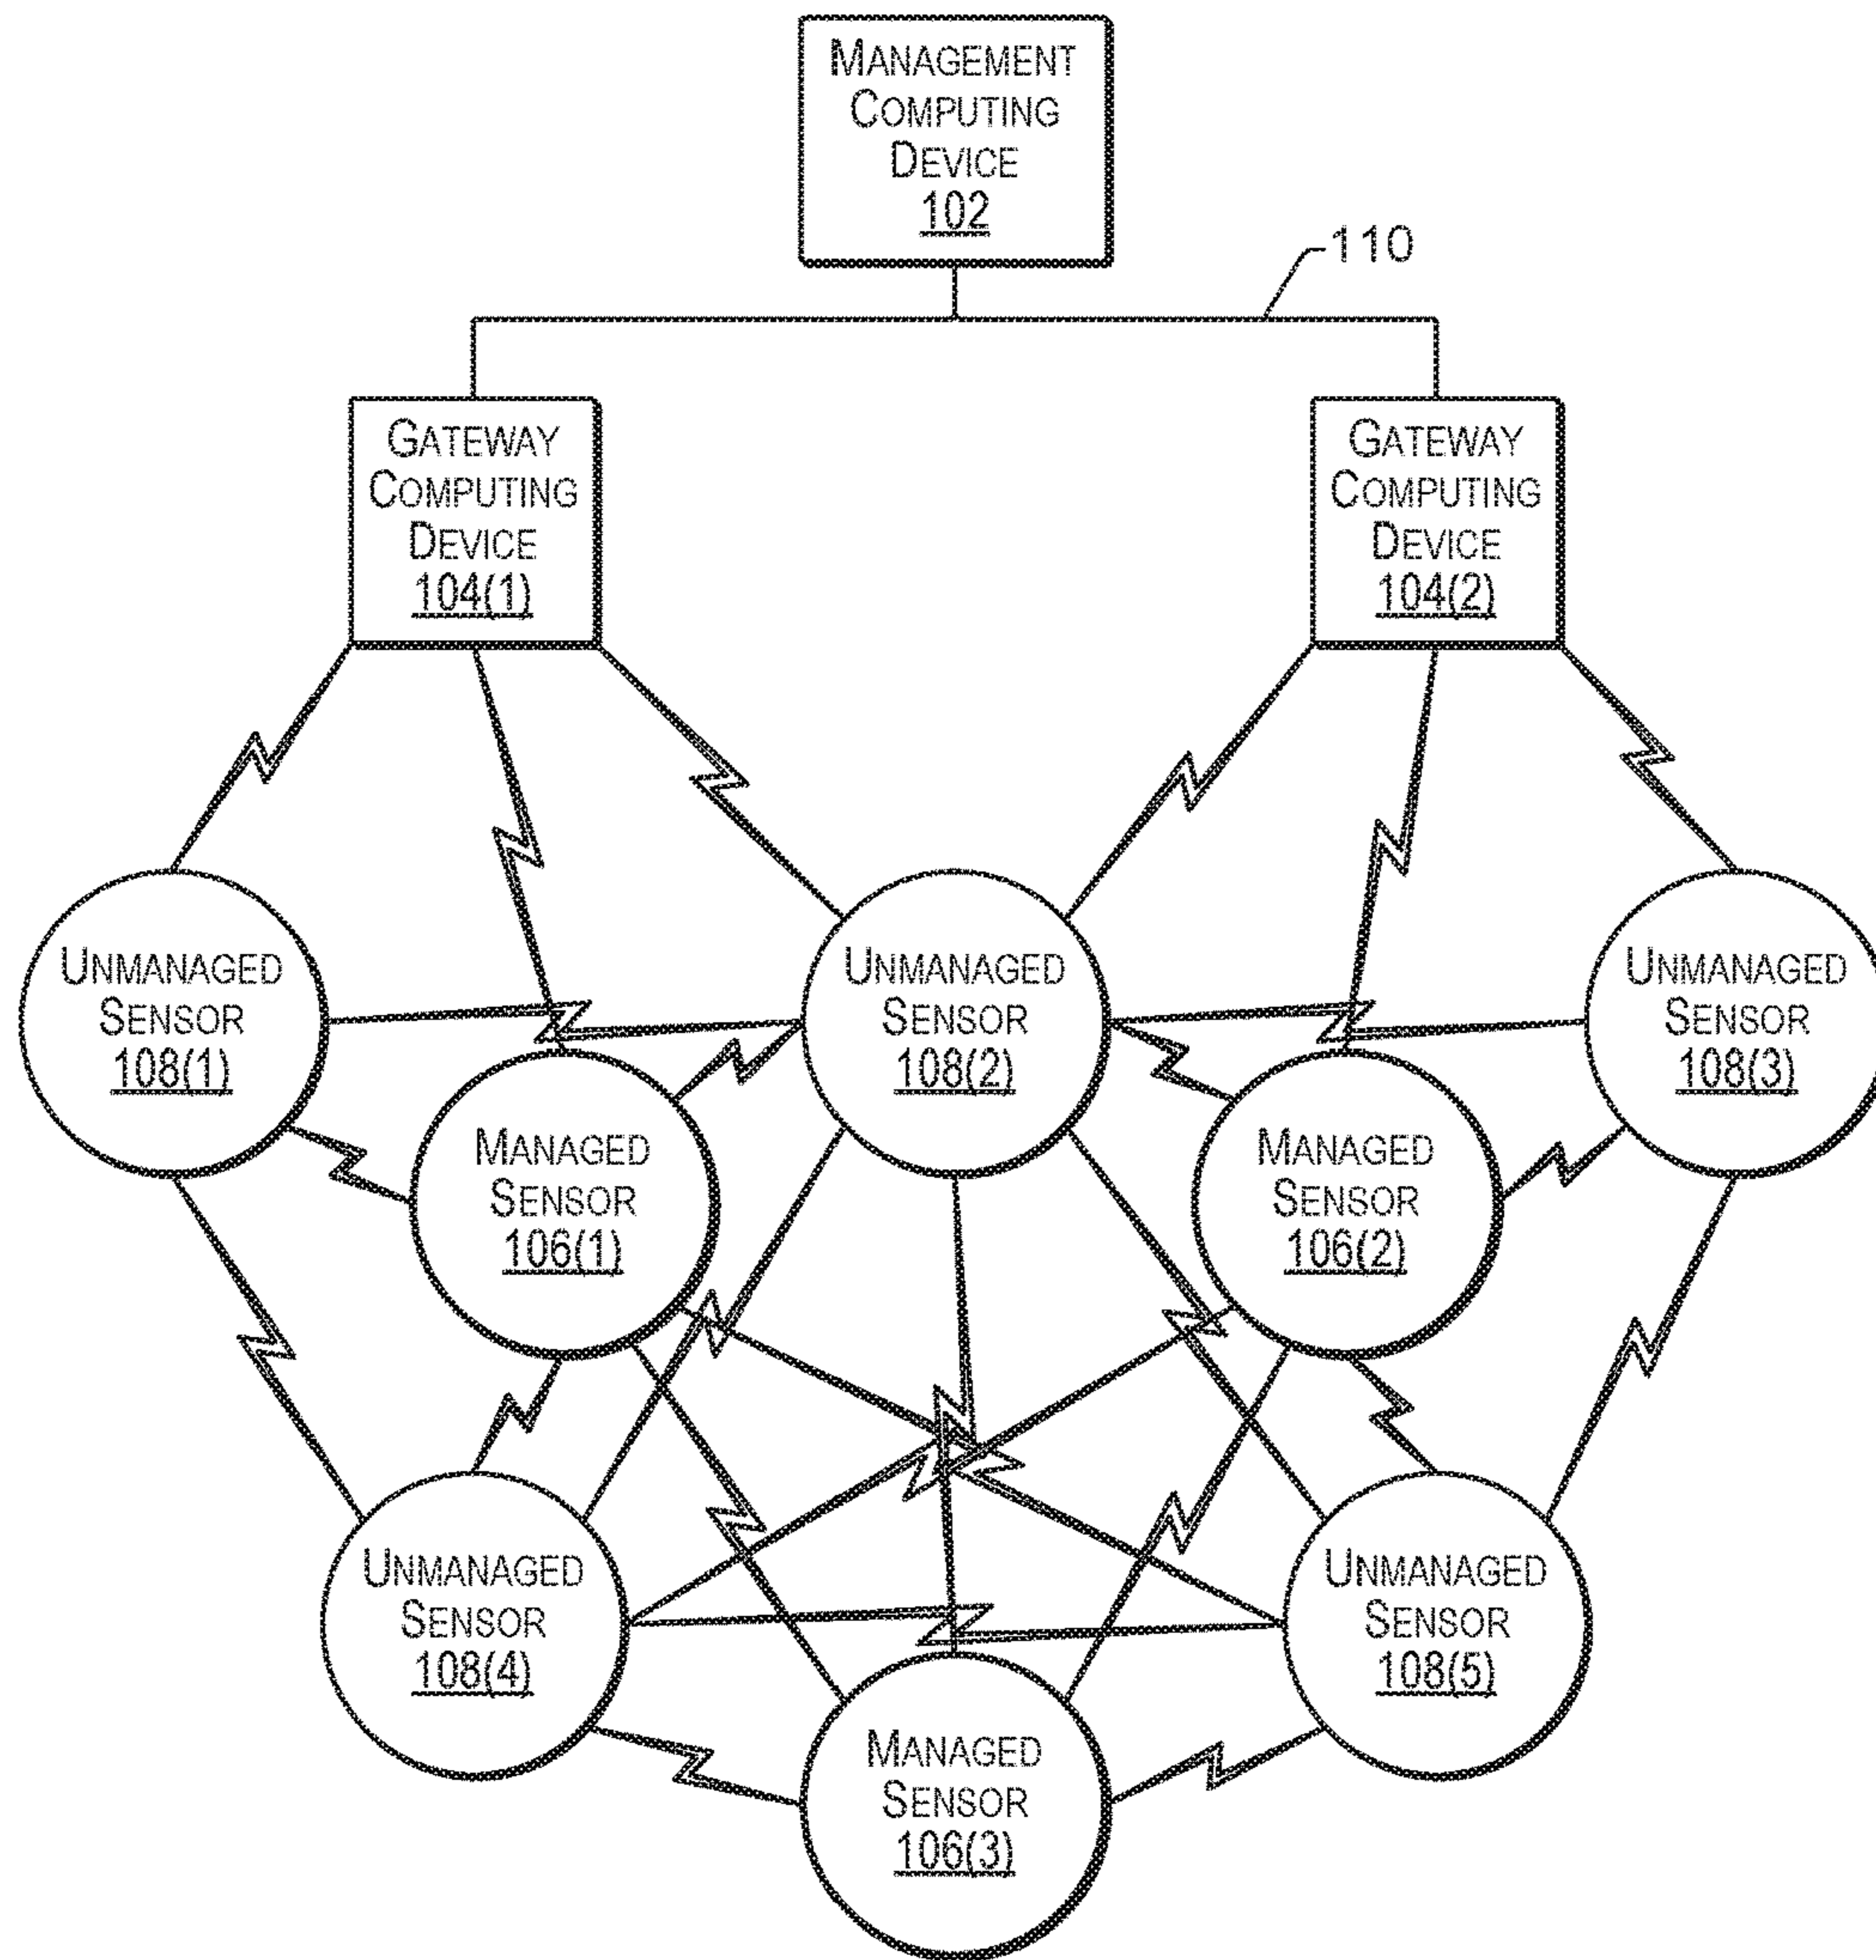 MANAGEMENT
COMPUTING
DEVICE
102
110
GATEWAY
COMPUTING
DEVICE
104(1)
GATEWAY
COMPUTING
DEVICE
104(2)
UNMANAGED
SENSOR
108(1)
UNMANAGED
SENSOR
108(2)
UNMANAGED
SENSOR
108(3)
MANAGED
SENSOR
106(1)
MANAGED
SENSOR
106(2)
UNMANAGED
SENSOR
108(4)
UNMANAGED
SENSOR
108(5)
MANAGED
SENSOR
106(3)